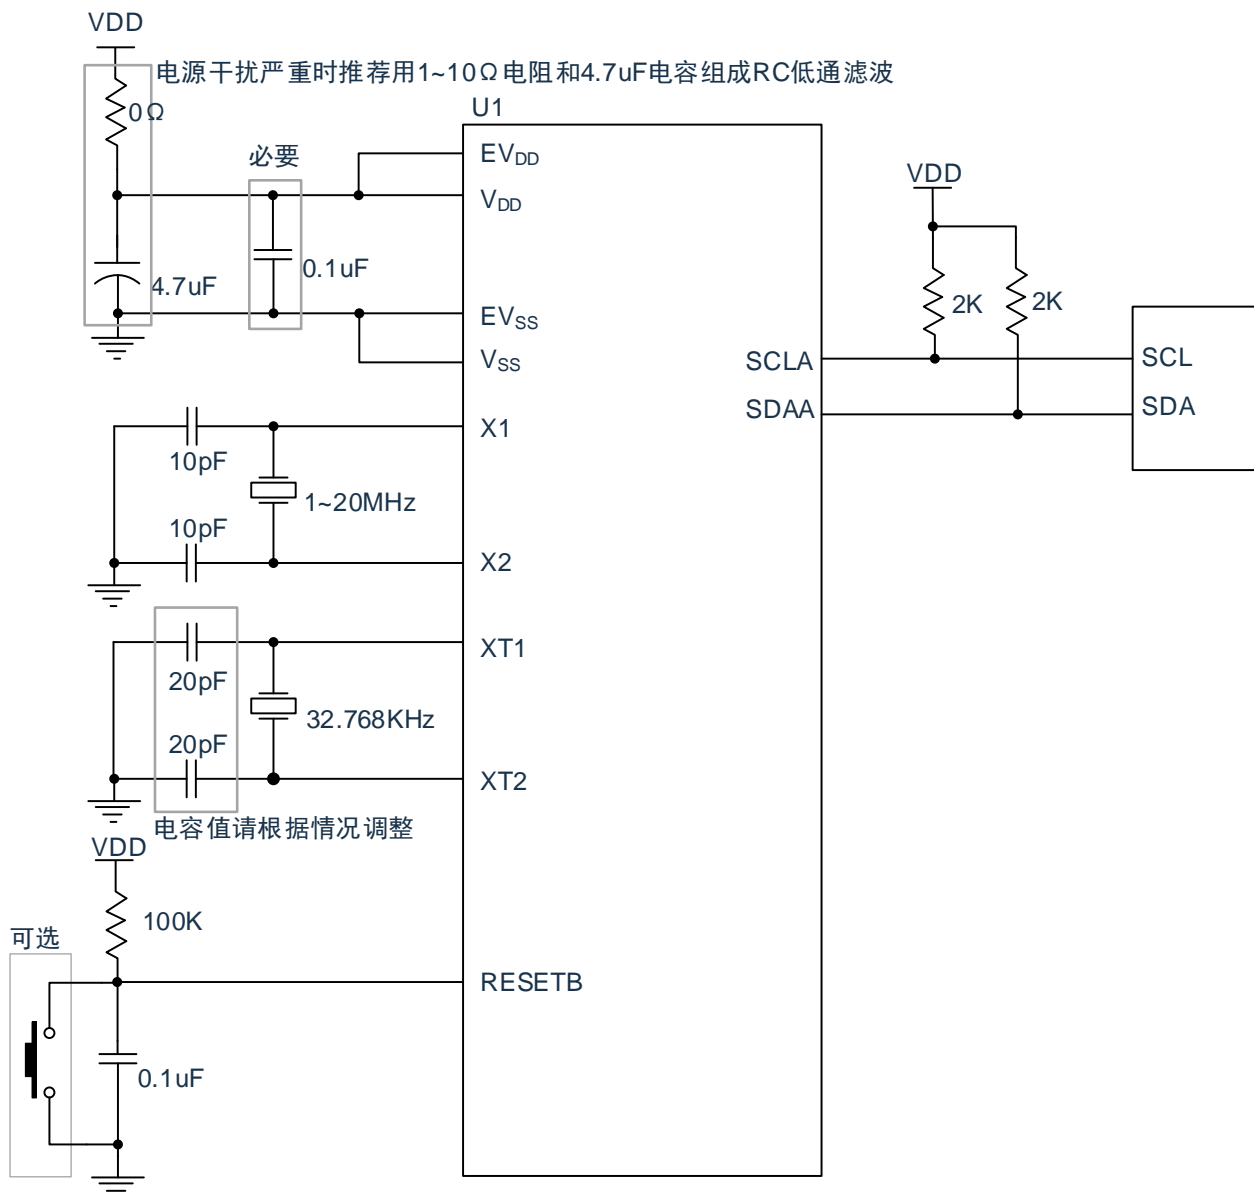 VDD
电源干扰严重时推荐用1~10Ω电阻和4.7uF电容组成RC低通滤波
0Ω
U1
必要
EVDD
VDD
VDD
0.1uF
4.7uF
2K
2K
EVSS
VSS
SCLA
SCL
SDAA
SDA
X1
10pF
1~20MHz
10pF
X2
XT1
20pF
32.768KHz
20pF
XT2
电容值请根据情况调整
VDD
100K
可选
RESETB
0.1uF